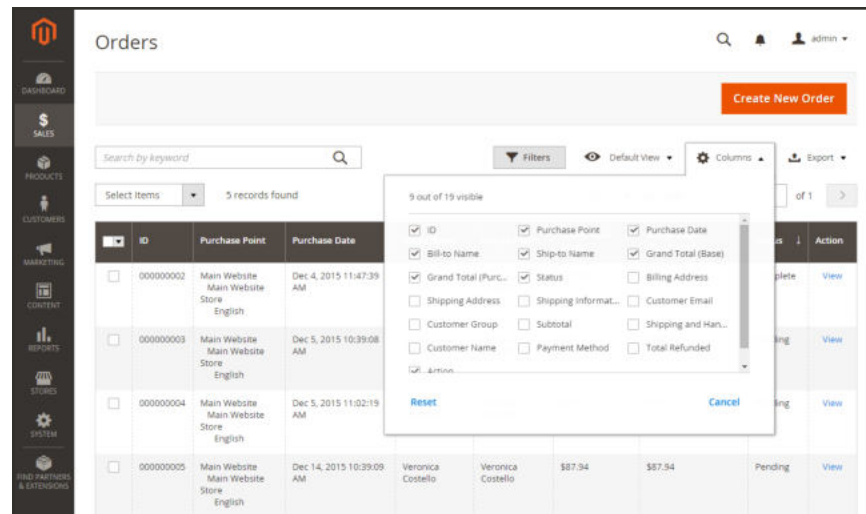 Orders
admin
DASHBOARD
Create New Order
$
SALES
Search by keyword
Filters
Default View
Columns
Export
PRODUCTS
Select Items
5 records found
9 out of 19 visible
of 1
CUSTOMERS
ID
Purchase Point
Purchase Date
Action
ID
Purchase Point
Purchase Date
Bill-to Name
Ship-to Name
Grand Total (Base)
Grand Total (Purc...
Status
Billing Address
Shipping Address
Shipping Informat...
Customer Email
Customer Group
Subtotal
Shipping and Han...
Customer Name
Payment Method
Total Refunded
Action
Reset
Cancel
MARKETING
CONTENT
REPORTS
STORES
SYSTEM
FIND PARTNERS
& EXTENSIONS
000000002
Main Website
Main Website
Store
English
Dec 4, 2015 11:47:39
AM
View
000000003
Main Website
Main Website
Store
English
Dec 5, 2015 10:39:08
AM
View
000000004
Main Website
Main Website
Store
English
Dec 5, 2015 11:02:19
AM
View
000000005
Main Website
Main Website
Store
English
Dec 14, 2015 10:39:09
AM
Veronica
Costello
Veronica
Costello
$87.94
$87.94
Pending
View